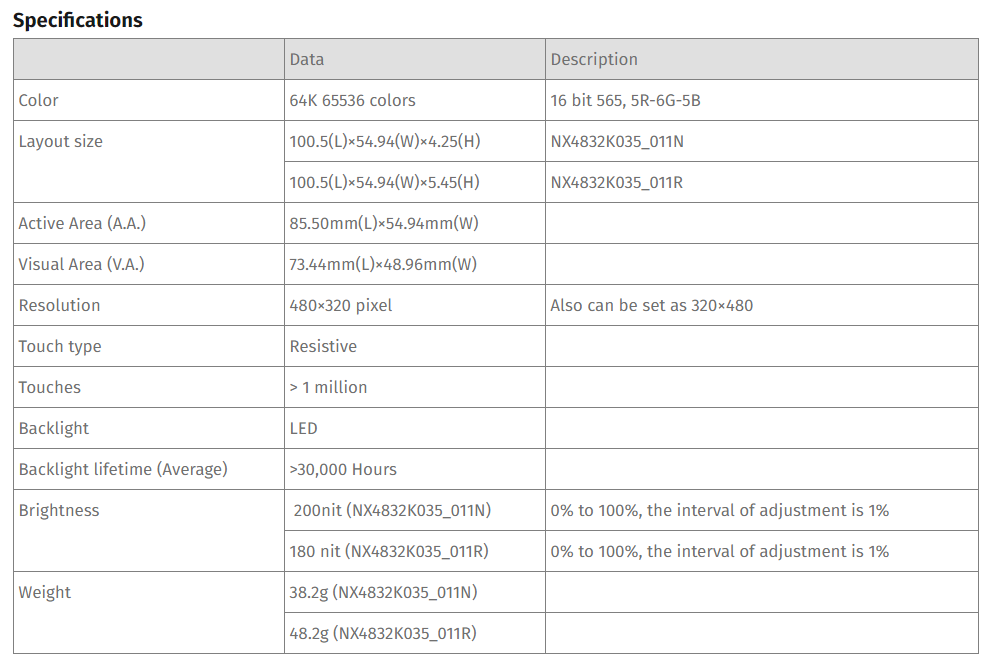 Specifications
Data Description
Color 64K 65536 colors 16 bit 565, 5R-6G-5B
Layout size 100.5(L)×54.94(W)×4.25(H) NX4832K035_011N
100.5(L)×54.94(W)×5.45(H) NX4832K035_011R
Active Area (A.A.) 85.50mm(L)×54.94mm(W)
Visual Area (V.A.) 73.44mm(L)×48.96mm(W)
Resolution 480×320 pixel Also can be set as 320×480
Touch type Resistive
Touches > 1 million
Backlight LED
Backlight lifetime (Average) >30,000 Hours
Brightness 200nit (NX4832K035_011N) 0% to 100%, the interval of adjustment is 1%
180 nit (NX4832K035_011R) 0% to 100%, the interval of adjustment is 1%
Weight 38.2g (NX4832K035_011N)
48.2g (NX4832K035_011R)